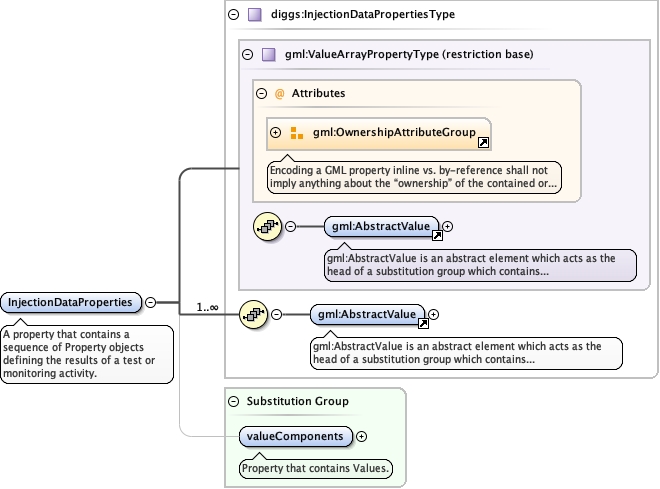 diggs:InjectionDataPropertiesType
gml:ValueArrayPropertyType (restriction base)
@ Attributes
gml:OwnershipAttributeGroup
Encoding a GML property inline vs. by-reference shall not
imply anything about the “ownership” of the contained or...
gml:AbstractValue
gml:AbstractValue is an abstract element which acts as the
head of a substitution group which contains...
InjectionDataProperties
A property that contains a
sequence of Property objects
defining the results of a test or
monitoring activity.
1..∞
gml:AbstractValue
gml:AbstractValue is an abstract element which acts as the
head of a substitution group which contains...
Substitution Group
valueComponents
Property that contains Values.